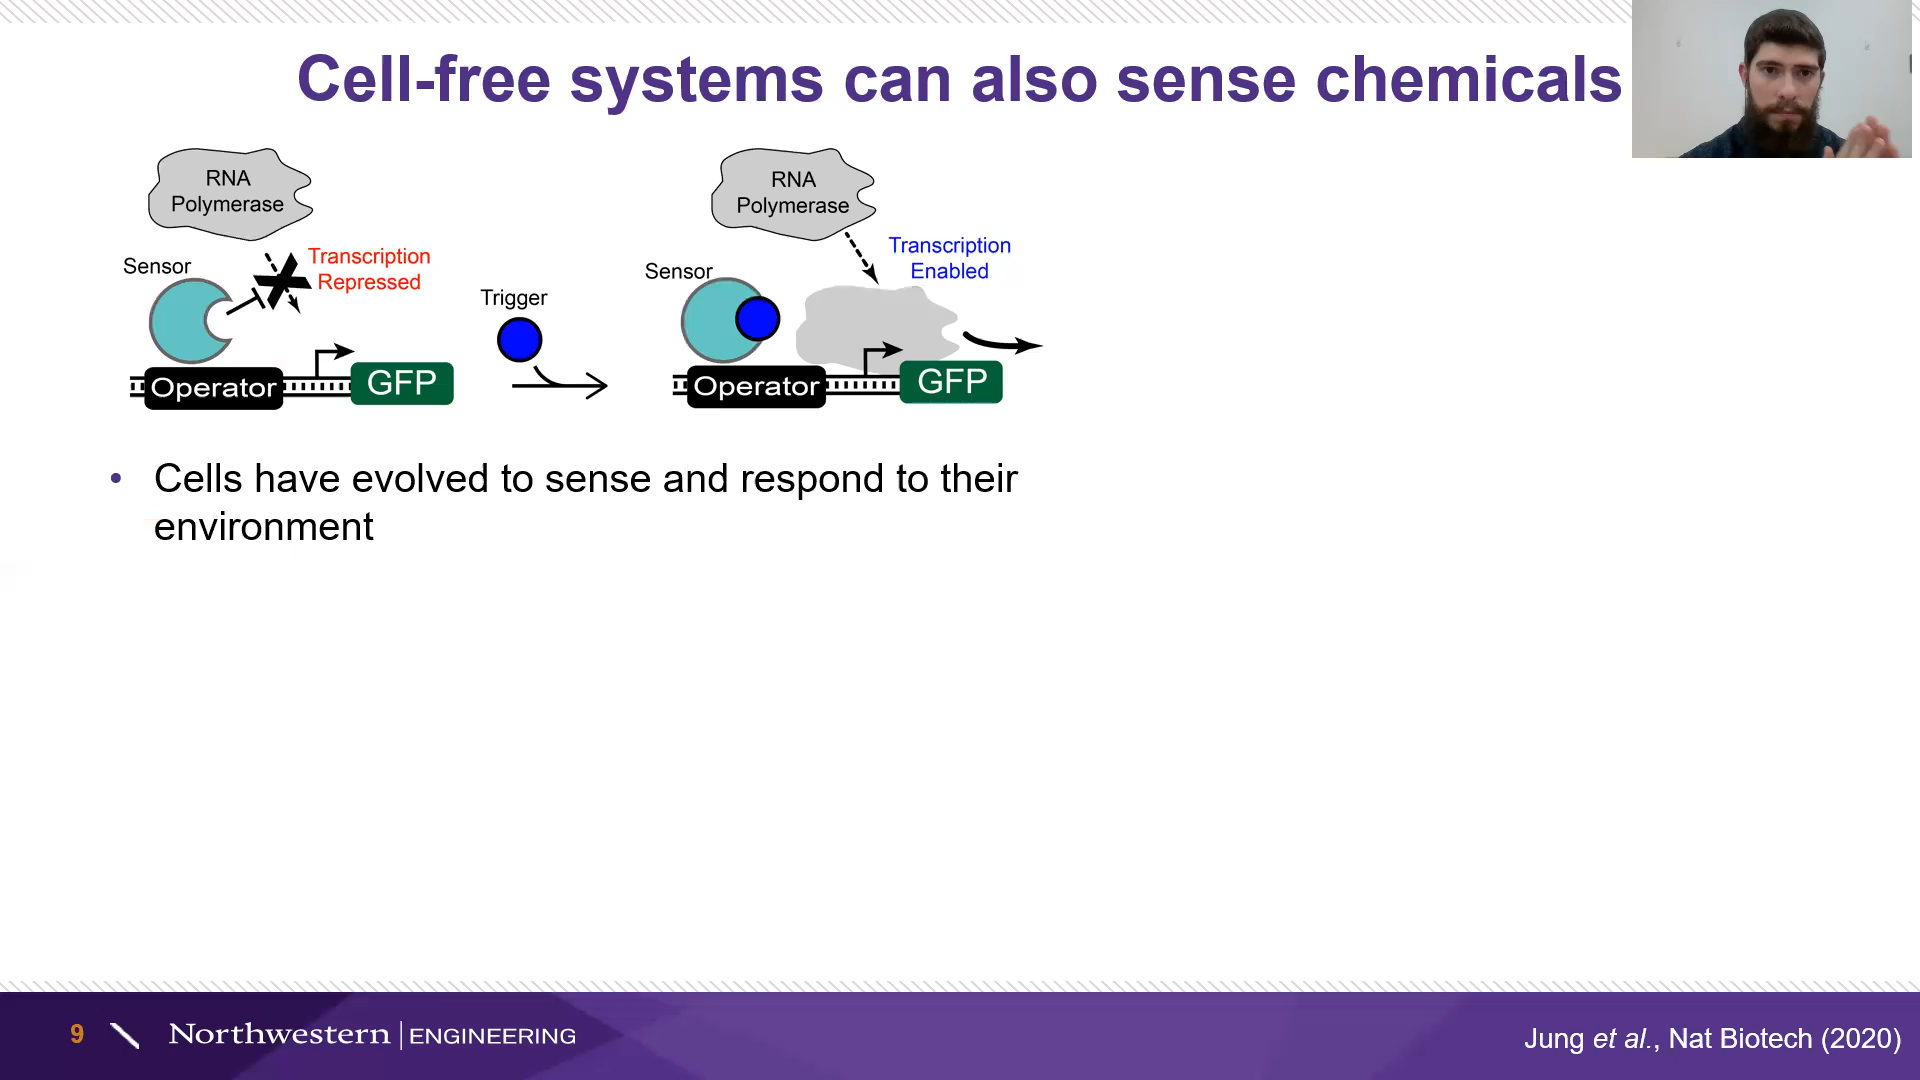 Cell-free systems can also sense chemicals
RNA
Polymerase
Sensor
Transcription
Repressed
Operator
GFP
Trigger
RNA
Polymerase
Sensor
Transcription
Enabled
Operator
GFP
• Cells have evolved to sense and respond to their
environment
9
Northwestern | ENGINEERING
Jung et al., Nat Biotech (2020)